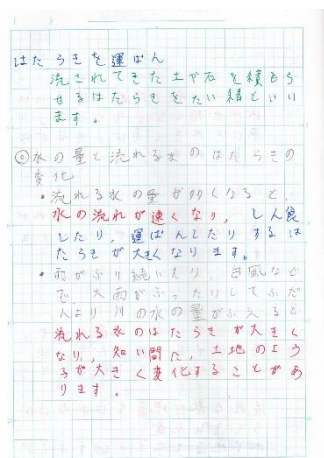 はたらきを運ぱん
流されてきた土や石を積もら
せるはたらきをたい積といい
ます。
◎水の量と流れる水のはたらきの
変化
・流れる水の量が多くなると、
水の流れが速くなり，しん食
したり，運ぱんしたりするは
たらきが大きくなります。
・雨がふり続いたり，台風など
で，大雨がふったりしてふだ
んより川の水の量がふえると
流れる水のはたらきが大きく
なり，短い間に，土地のよう
すが大きく変化することがあ
ります。